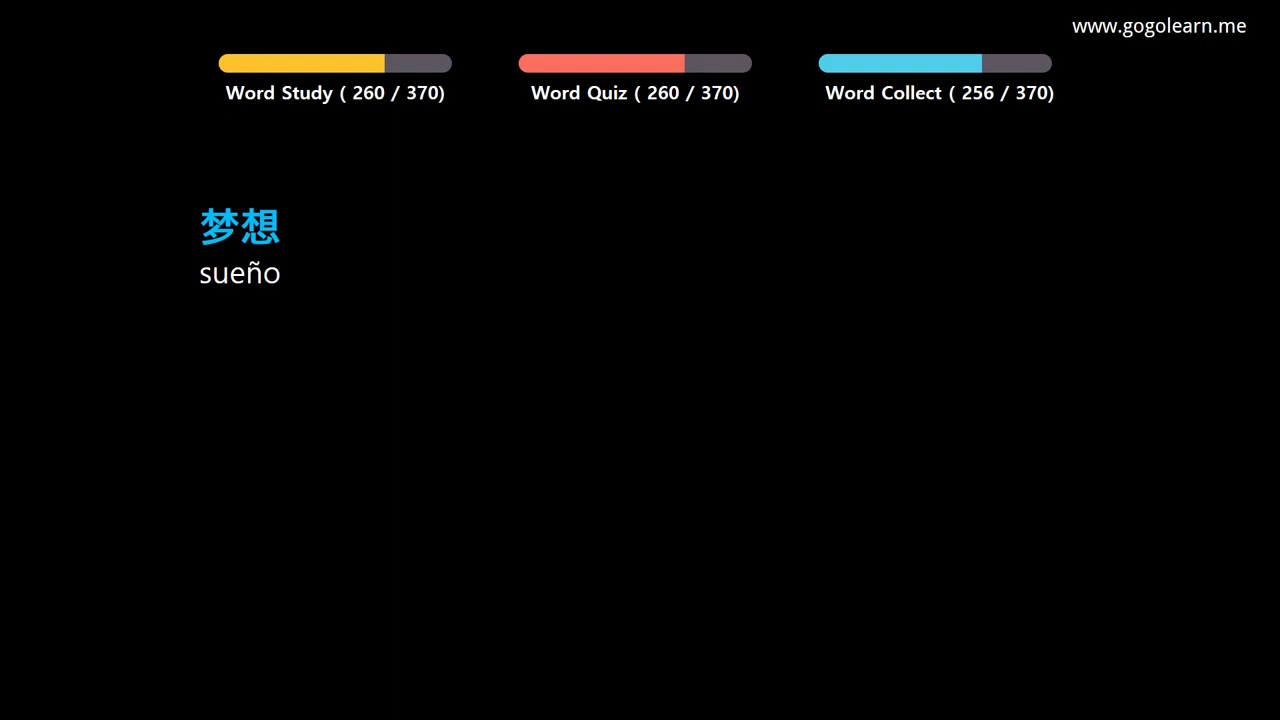 www.gogolearn.me
Word Study ( 260 / 370)
Word Quiz ( 260 / 370)
Word Collect ( 256 / 370)
梦想
sueño